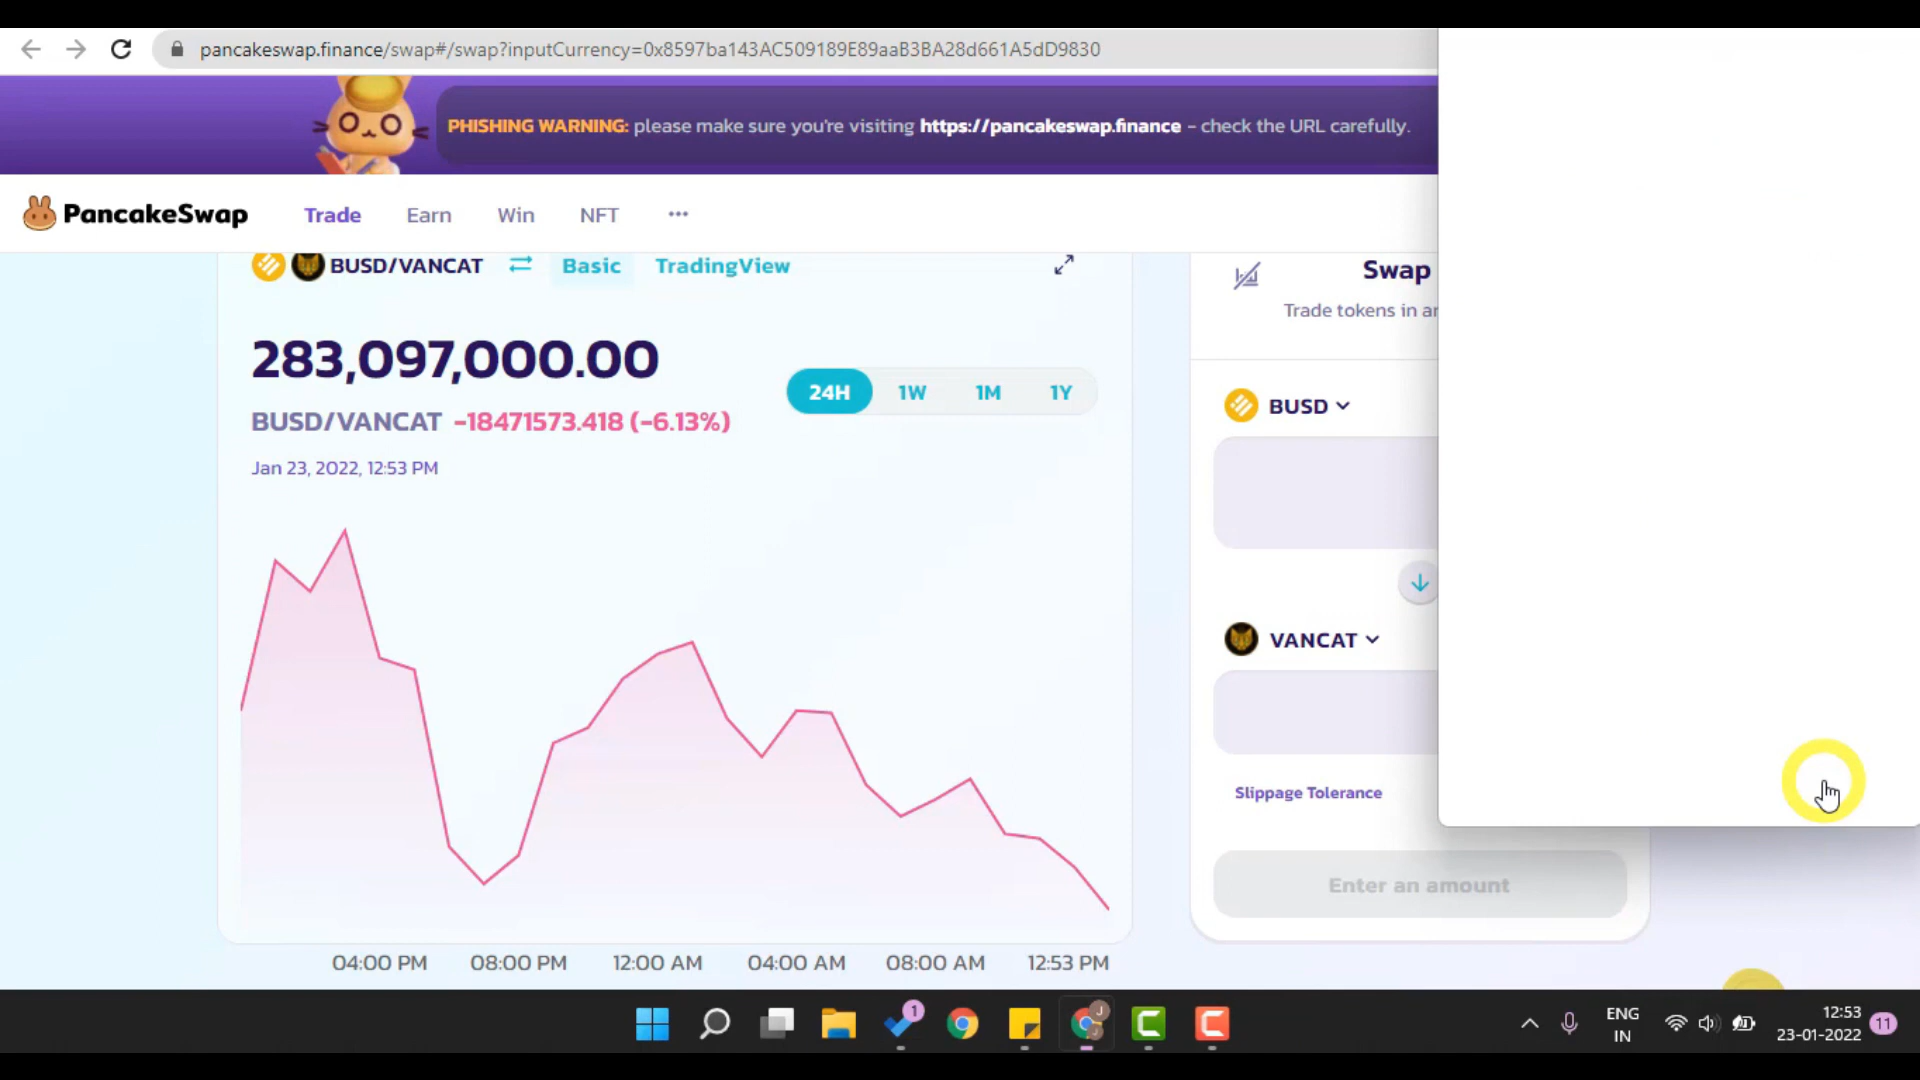 pancakeswap.finance/swap#/swap?inputCurrency=0x8597ba143AC509189E89aaB3BA28d661A5dD9830
PHISHING WARNING: please make sure you're visiting https://pancakeswap.finance - check the URL carefully.
PancakeSwap Trade Earn Win NFT ...
BUSD/VANCAT Basic TradingView
Swap
Trade tokens in
283,097,000.00
24H 1W 1M 1Y
BUSD/VANCAT -18471573.418 (-6.13%)
Jan 23, 2022, 12:53 PM
BUSD
VANCAT
Slippage Tolerance
Enter an amount
04:00 PM 08:00 PM 12:00 AM 04:00 AM 08:00 AM 12:53 PM
1
J
ENG
IN
12:53
23-01-2022
11